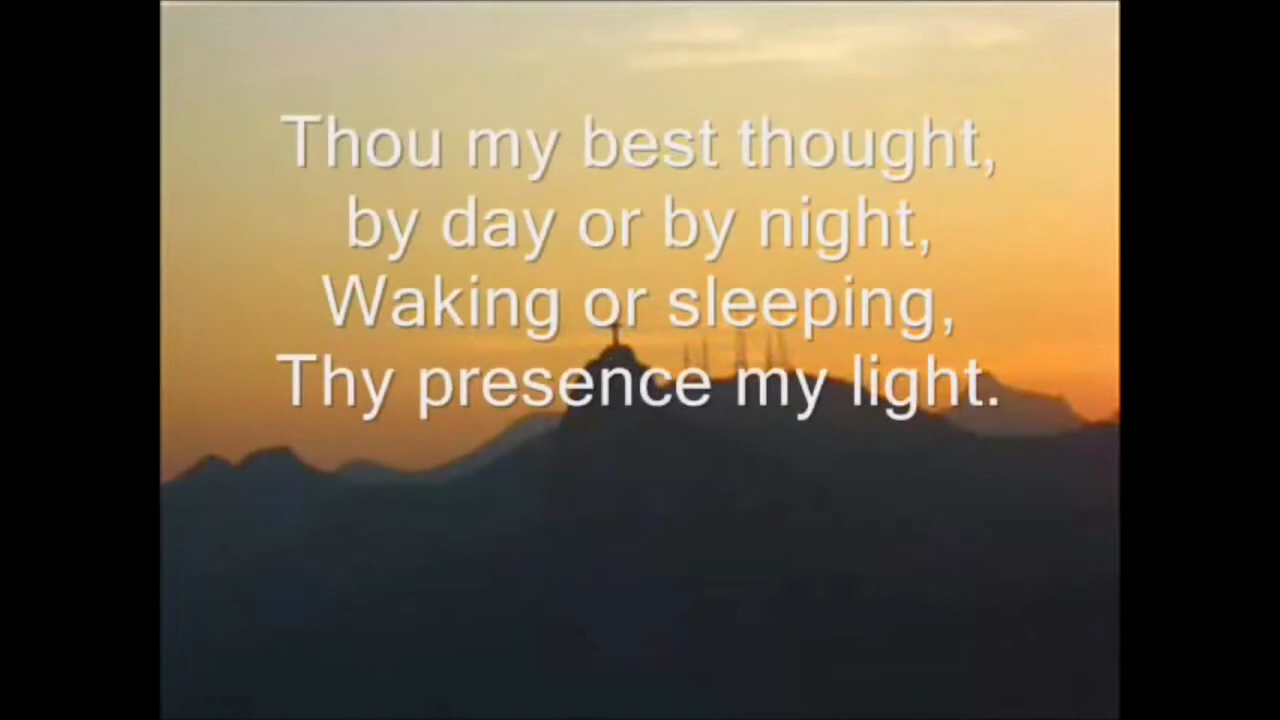 Thou my best thought,
by day or by night,
Waking or sleeping,
Thy presence my light.